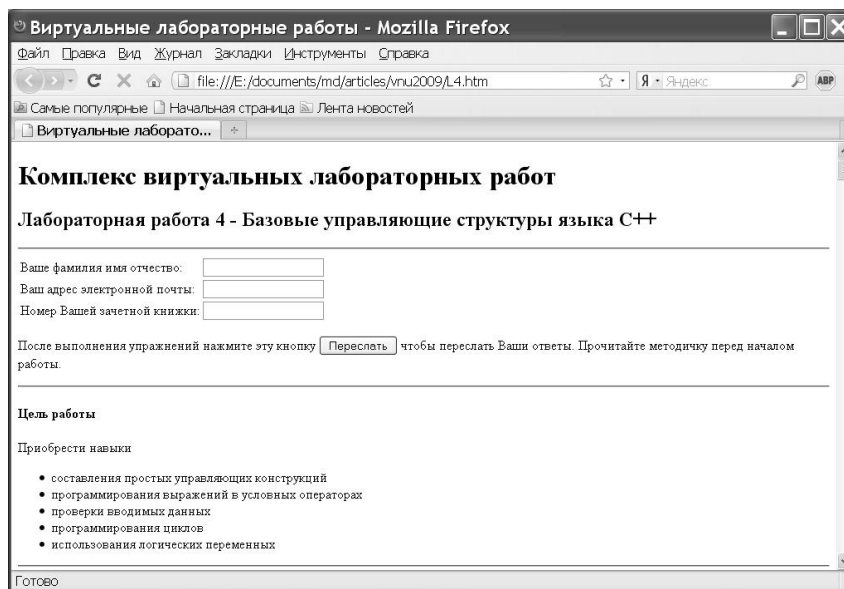 Виртуальные лабораторные работы - Mozilla Firefox
Файл Правка Вид Журнал Закладки Инструменты Справка
file:///E:/documents/md/articles/vnu2009/L4.htm Я Яндекс ABP
Самые популярные Начальная страница Лента новостей
Виртуальные лаборато...
Комплекс виртуальных лабораторных работ
Лабораторная работа 4 - Базовые управляющие структуры языка C++
Ваше фамилия имя отчество:
Ваш адрес электронной почты:
Номер Вашей зачетной книжки:
После выполнения упражнений нажмите эту кнопку Переслать чтобы переслать Ваши ответы. Прочитайте методичку перед началом
работы.
Цель работы
Приобрести навыки
составления простых управляющих конструкций
программирования выражений в условных операторах
проверки вводимых данных
программирования циклов
использования логических переменных
Готово